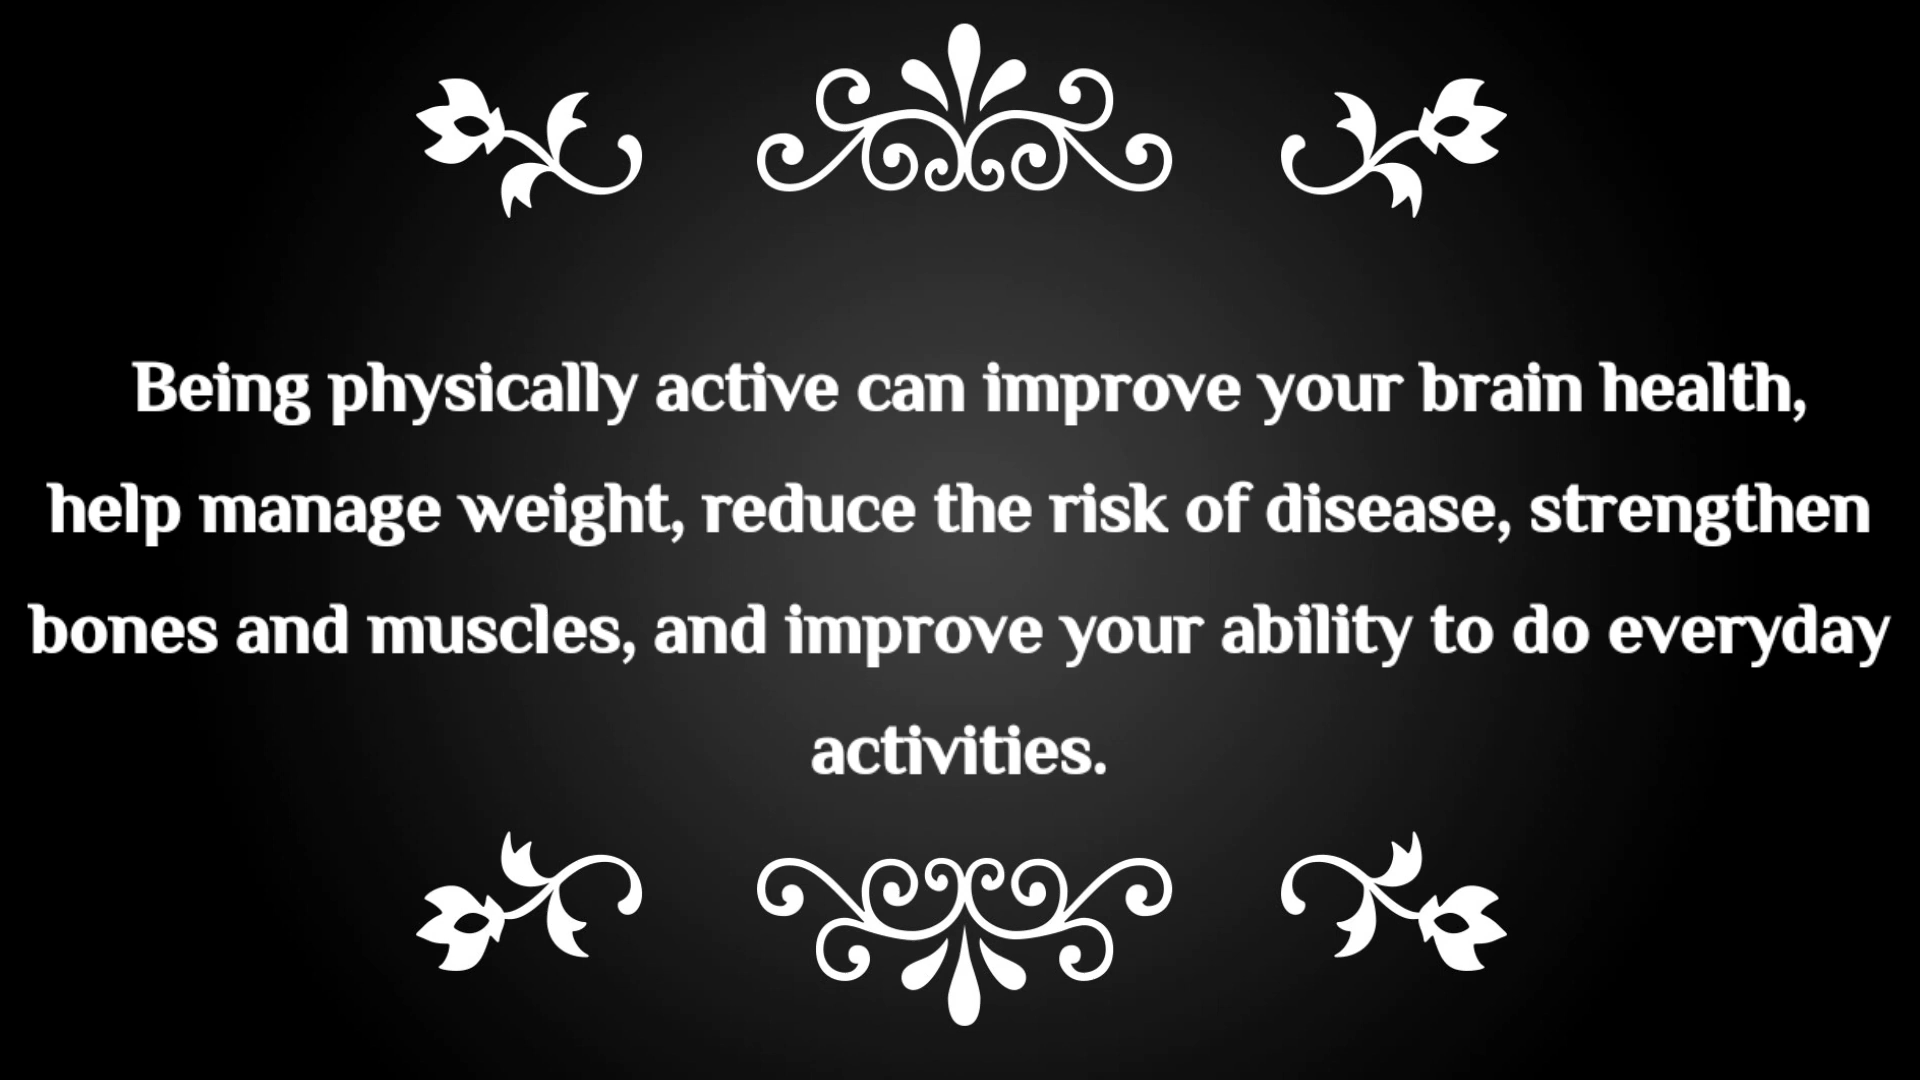 Being physically active can improve your brain health,
help manage weight, reduce the risk of disease, strengthen
bones and muscles, and improve your ability to do everyday
activities.